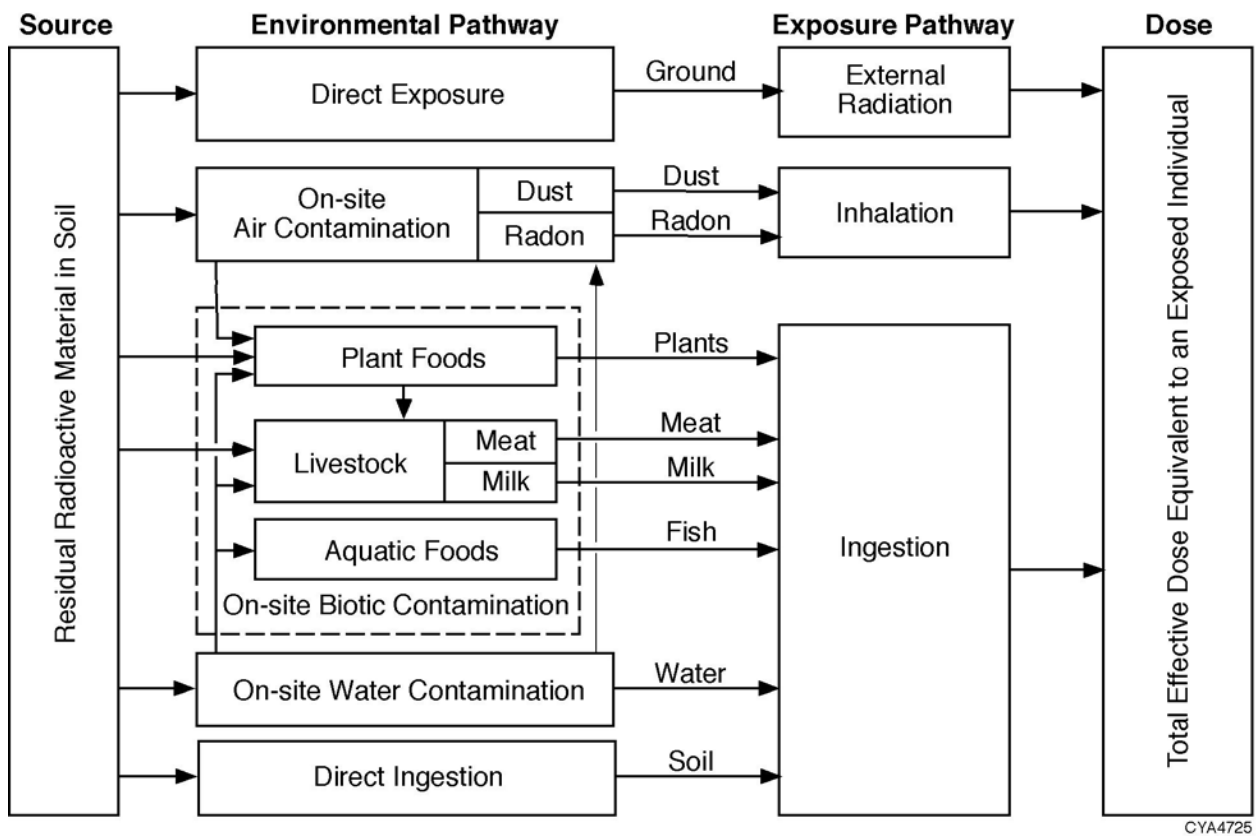 Source
Environmental Pathway
Exposure Pathway
Dose
Residual Radioactive Material in Soil
Direct Exposure
Ground
External
Radiation
On-site
Air Contamination
Dust
Radon
Dust
Radon
Inhalation
Plant Foods
Plants
Livestock
Meat
Milk
Meat
Milk
Aquatic Foods
Fish
On-site Biotic Contamination
Ingestion
On-site Water Contamination
Water
Direct Ingestion
Soil
Total Effective Dose Equivalent to an Exposed Individual
CYA4725